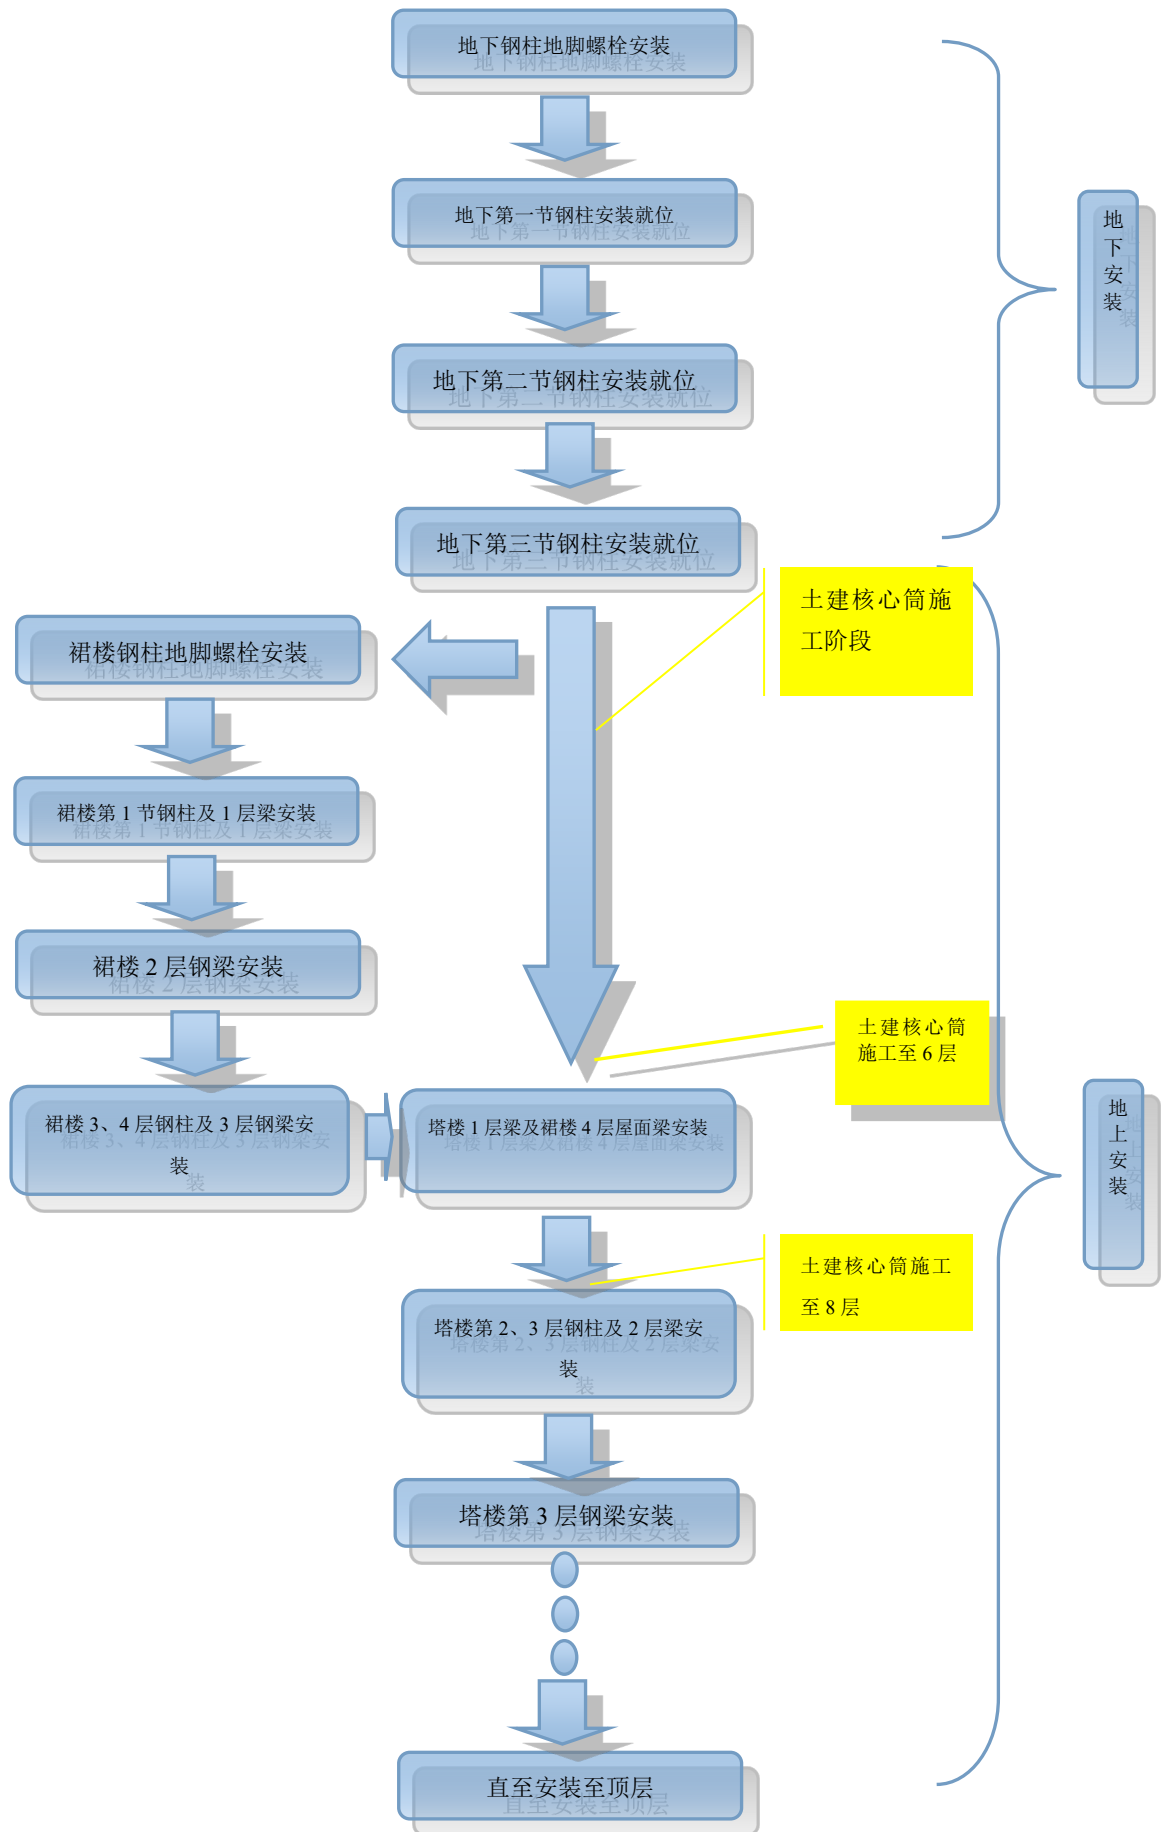 地下钢柱地脚螺栓安装
地下第一节钢柱安装就位
地下第二节钢柱安装就位
地下第三节钢柱安装就位
地
下
安
装
土建核心筒施
工阶段
裙楼钢柱地脚螺栓安装
裙楼第 1 节钢柱及 1 层梁安装
裙楼 2 层钢梁安装
裙楼 3、4 层钢柱及 3 层钢梁安
装
土建核心筒
施工至 6 层
塔楼 1 层梁及裙楼 4 层屋面梁安装
地
上
安
装
土建核心筒施工
至 8 层
塔楼第 2、3 层钢柱及 2 层梁安
装
塔楼第 3 层钢梁安装
直至安装至顶层